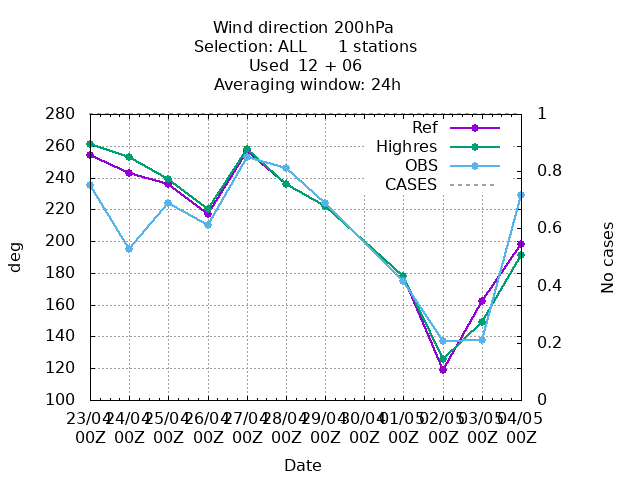 Wind direction 200hPa
Selection: ALL 1 stations
Used 12 + 06
Averaging window: 24h
280 1
Ref
260
Highres
OBS
240 0.8
CASES
220 0.6
200
deg
No cases
180 0.4
160
140 0.2
120
100 0
23/04 24/04 25/04 26/04 27/04 28/04 29/04 30/04 01/05 02/05 03/05 04/05
00Z 00Z 00Z 00Z 00Z 00Z 00Z 00Z 00Z 00Z 00Z 00Z
Date